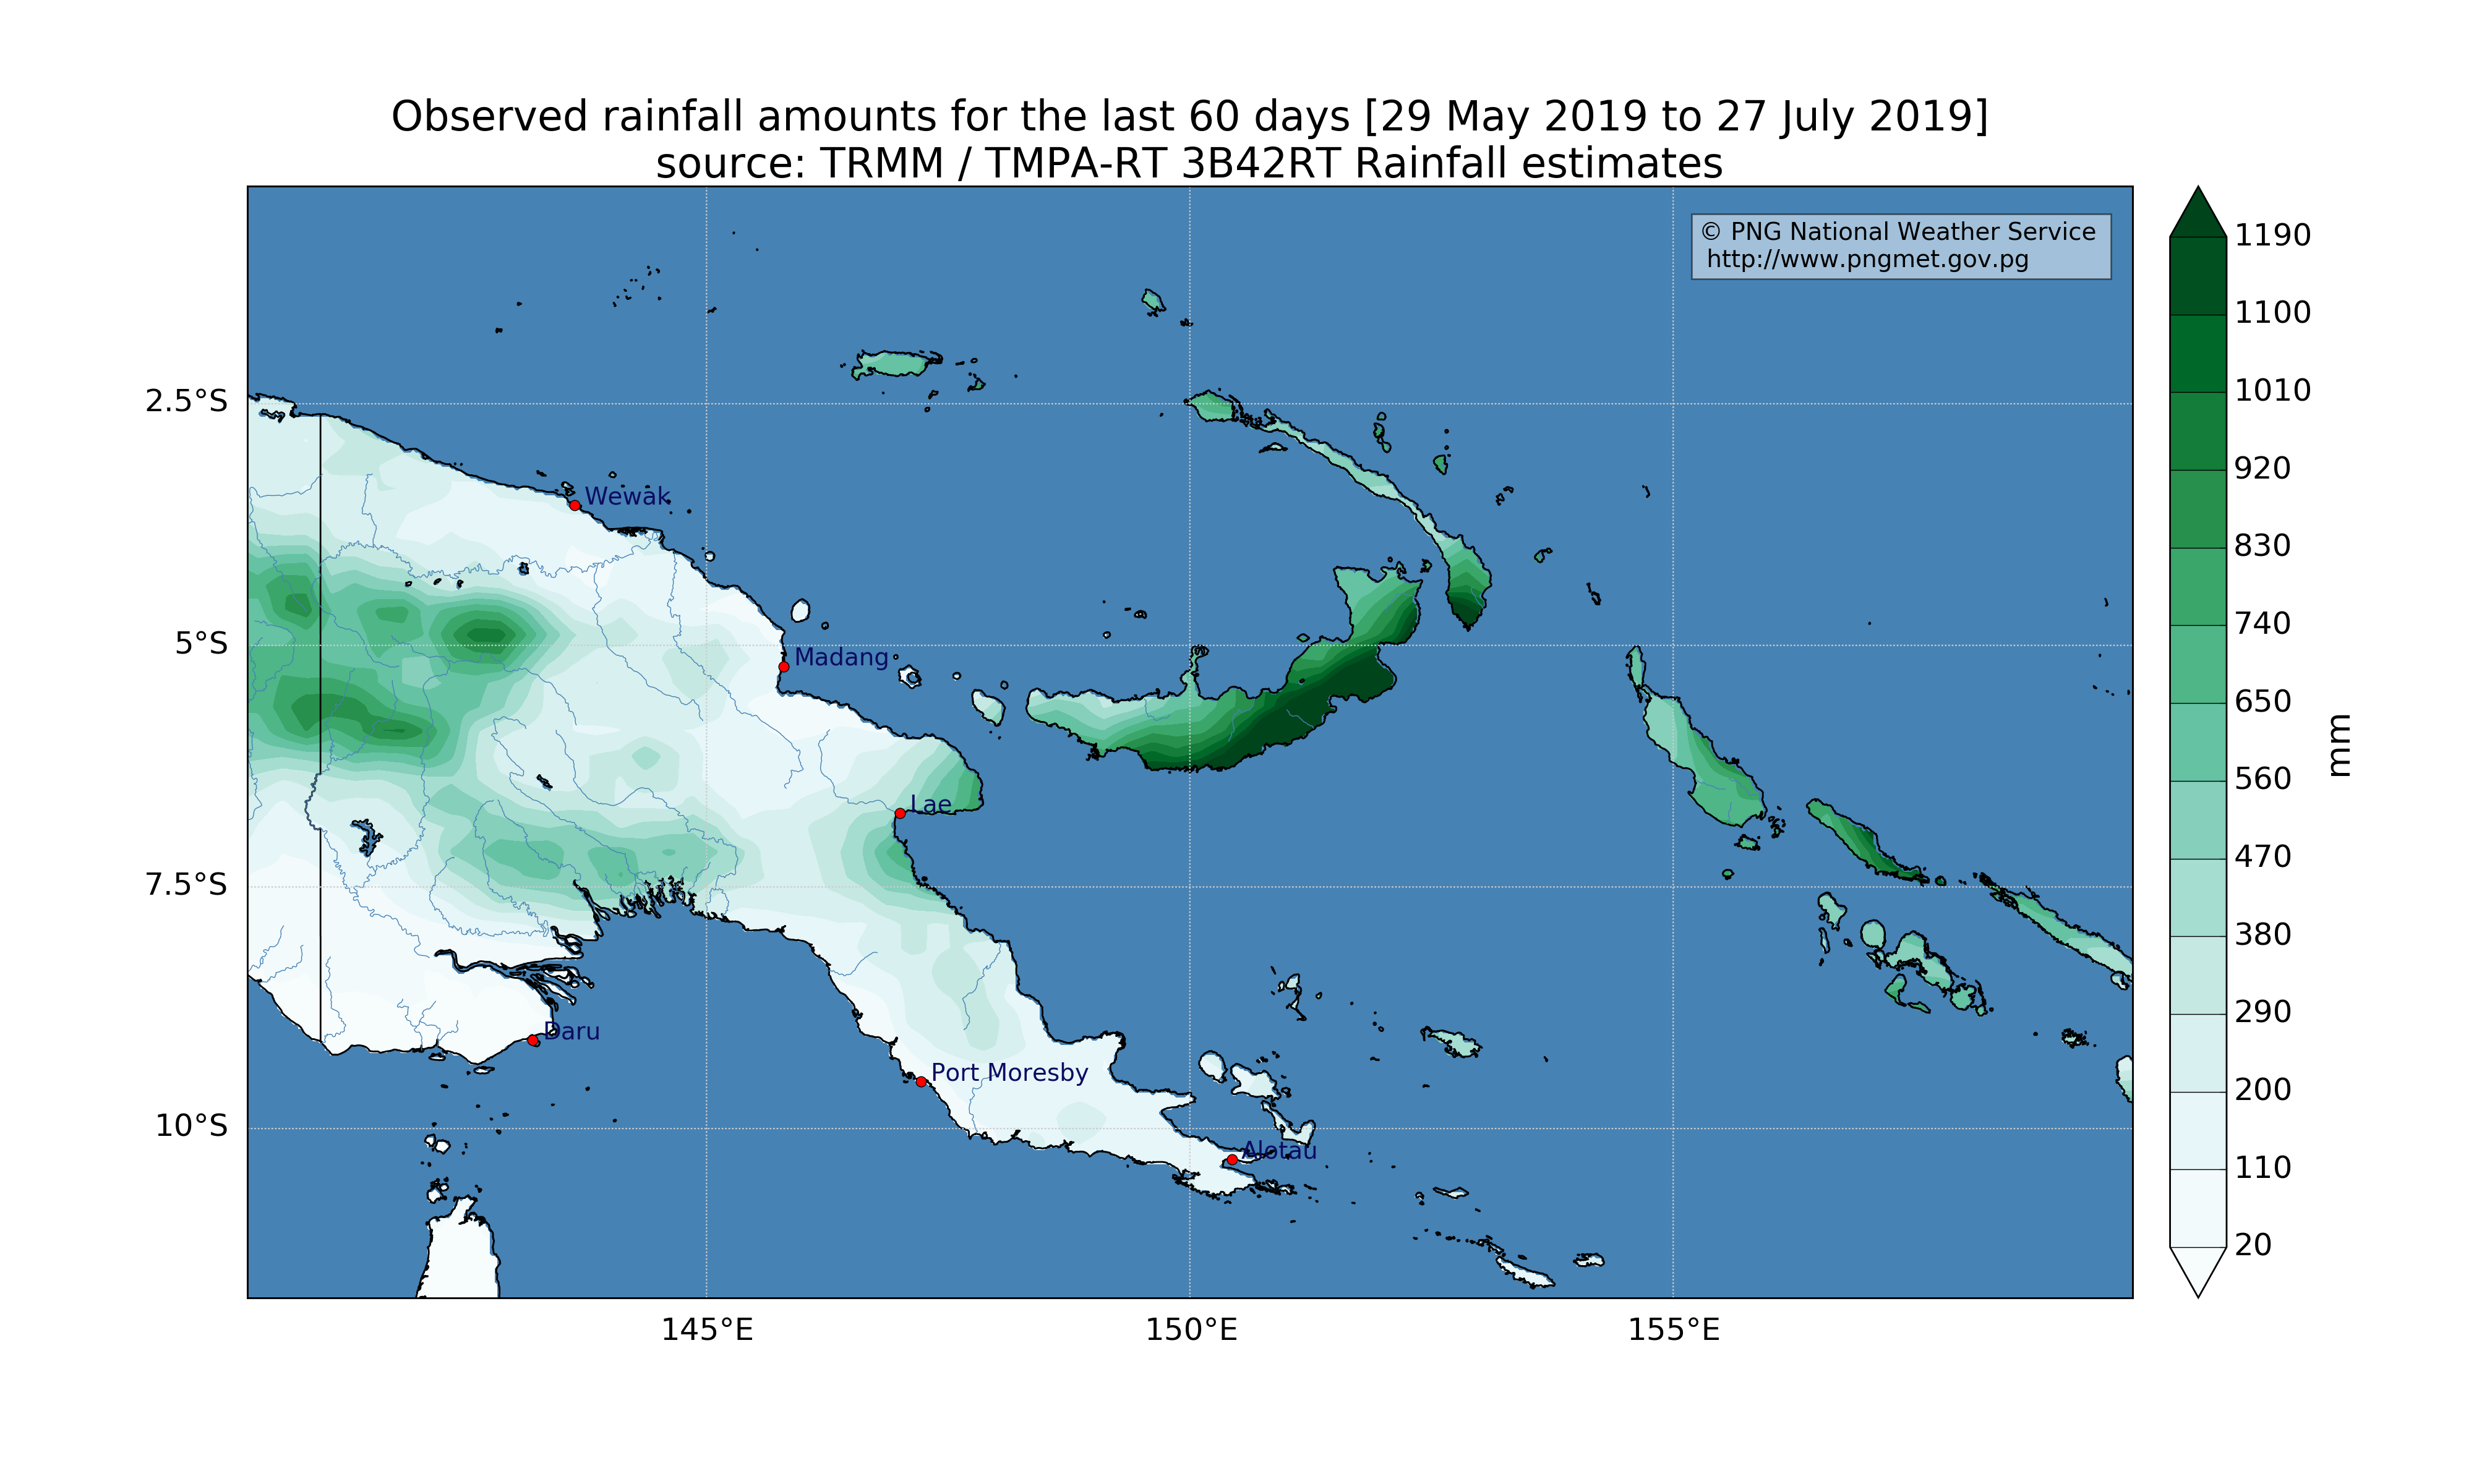 Observed rainfall amounts for the last 60 days [29 May 2019 to 27 July 2019]
source: TRMM / TMPA-RT 3B42RT Rainfall estimates
© PNG National Weather Service
http://www.pngmet.gov.pg
1190
1100
1010
920
830
740
650
560
470
380
290
200
110
20
mm
2.5°S
5°S
7.5°S
10°S
Wewak
Madang
Lae
Daru
Port Moresby
Alotau
145°E
150°E
155°E